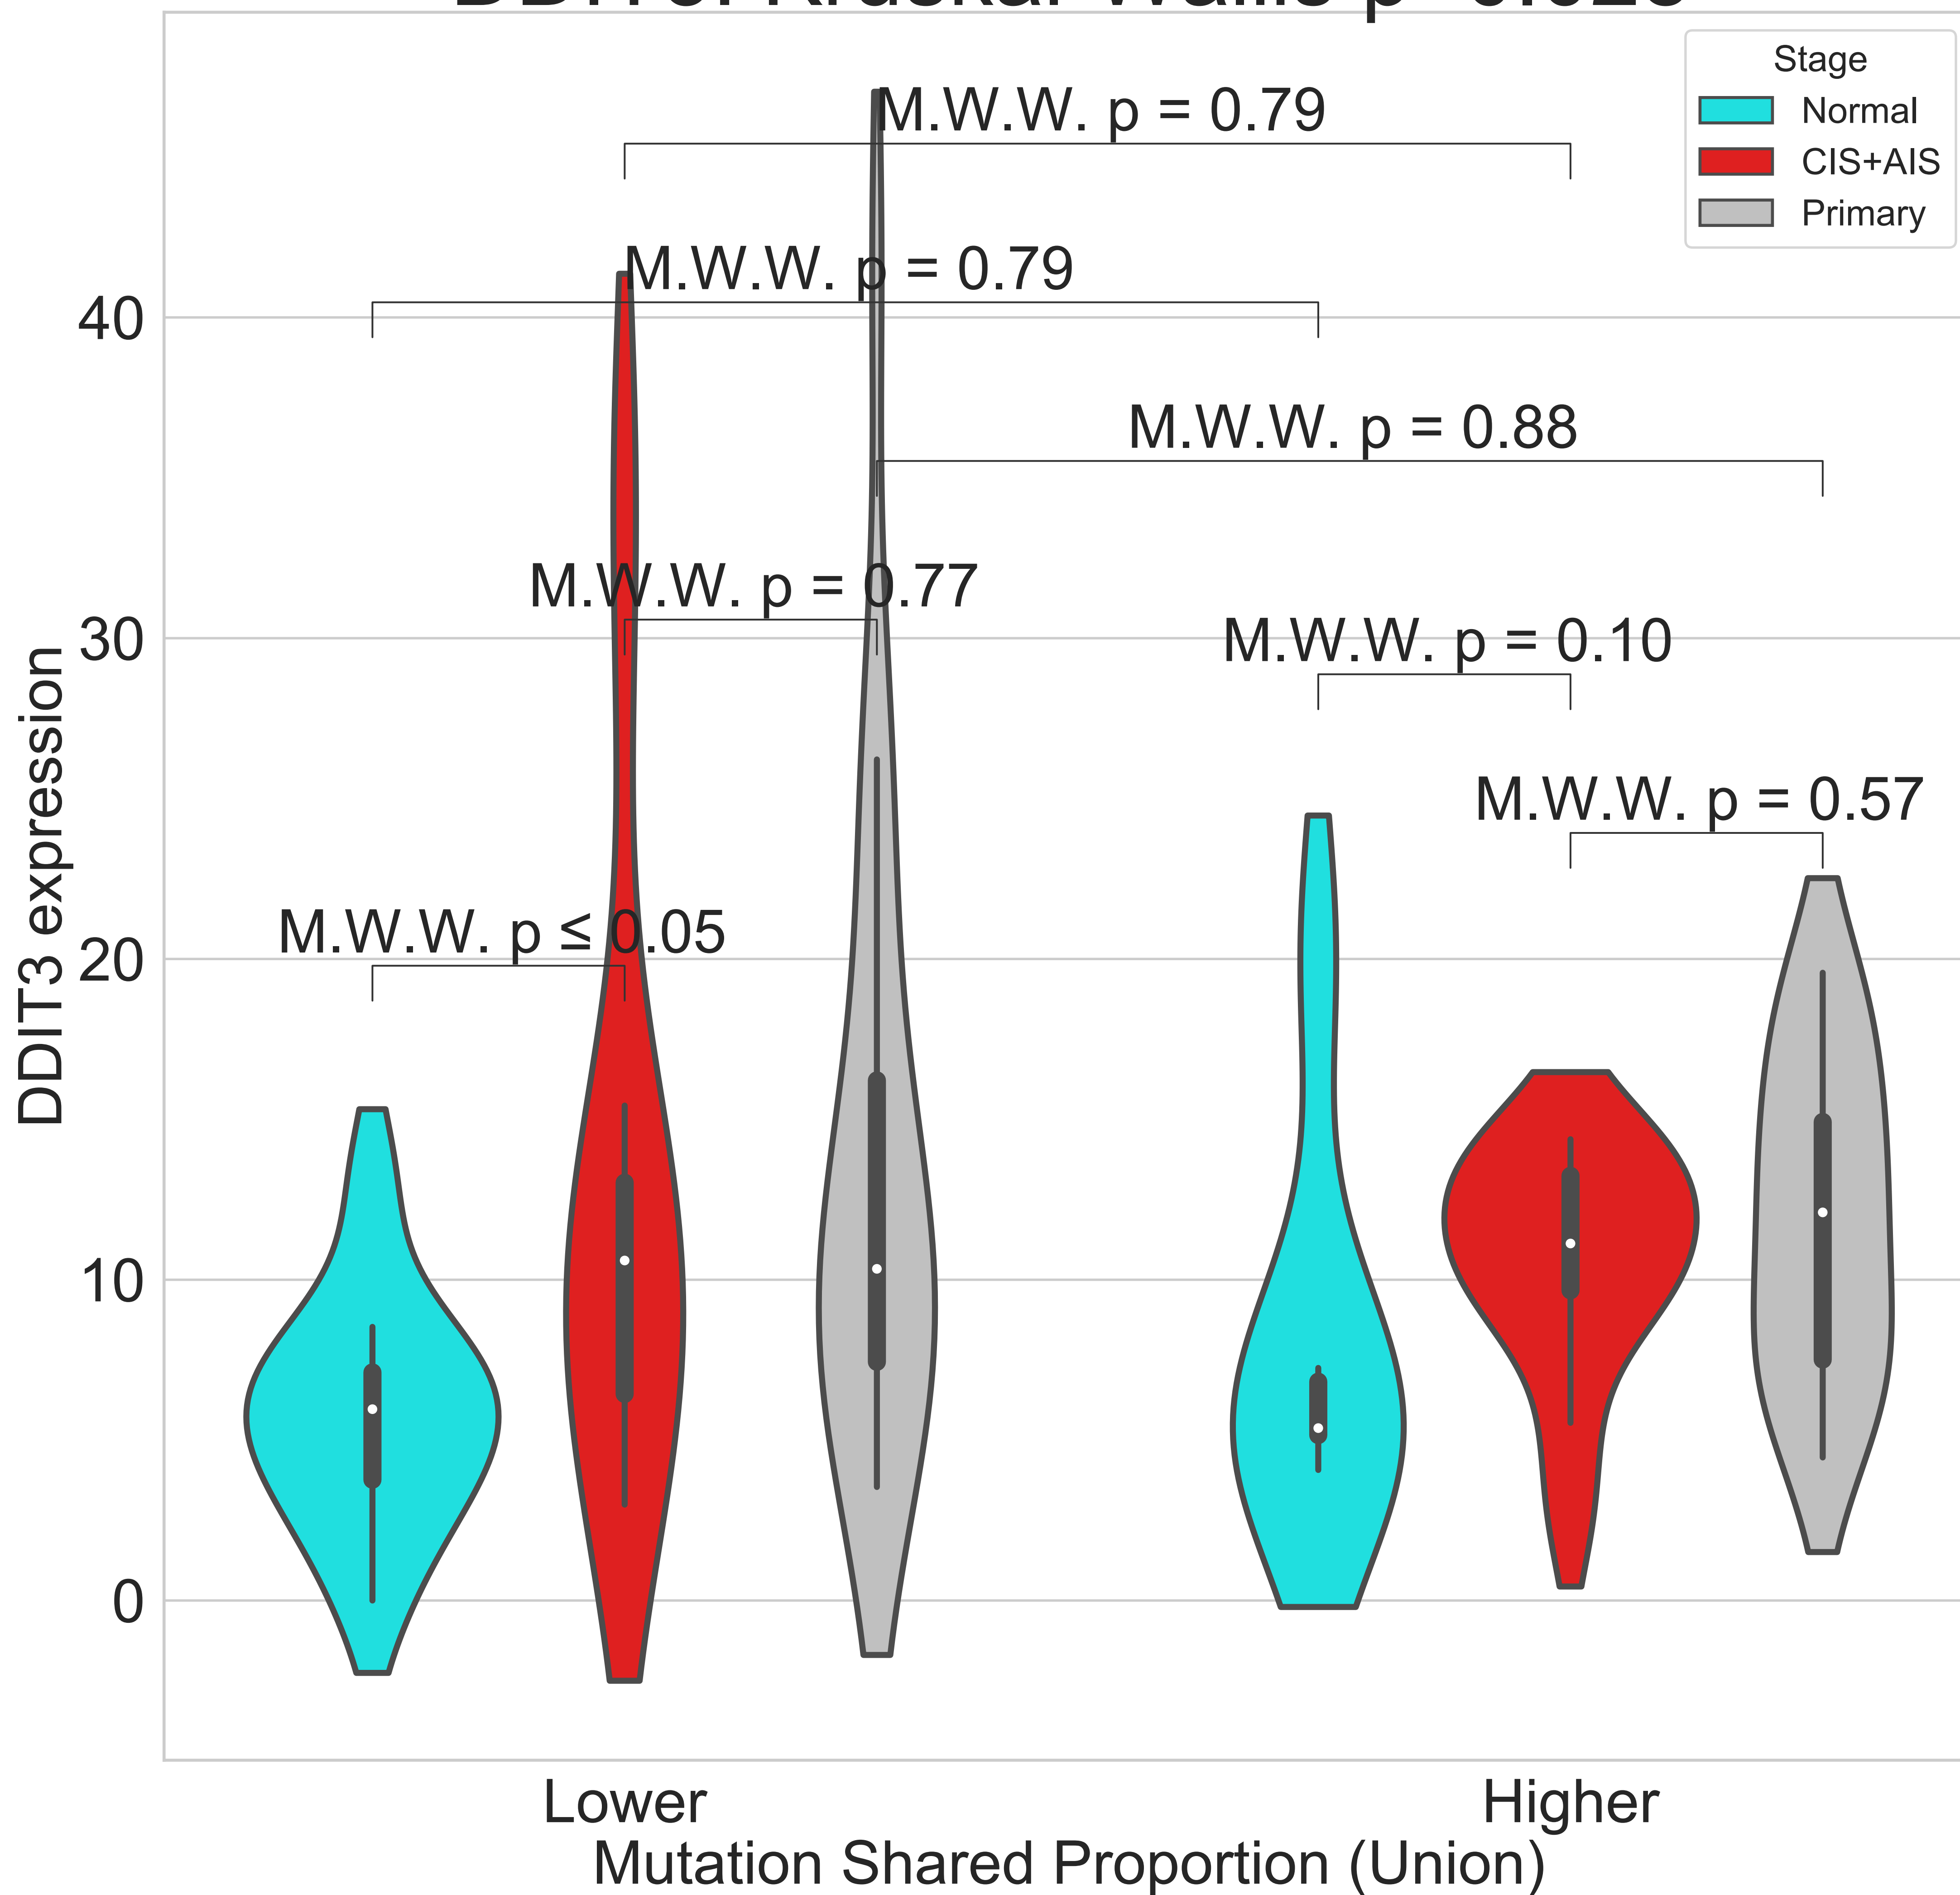 Stage
Normal
CIS+AIS
Primary
M.W.W. p = 0.79
M.W.W. p = 0.79
M.W.W. p = 0.88
M.W.W. p = 0.77
M.W.W. p = 0.10
M.W.W. p = 0.57
M.W.W. p ≤ 0.05
40
30
20
10
0
DDIT3 expression
Lower
Higher
Mutation Shared Proportion (Union)